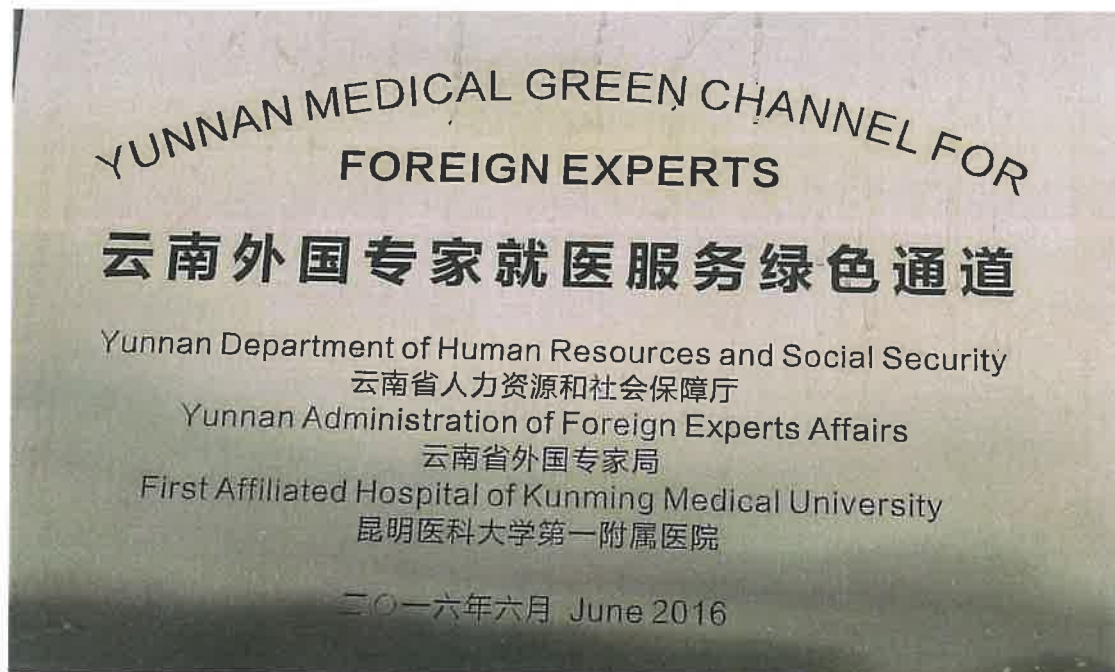 YUNNAN MEDICAL GREEN CHANNEL FOR
FOREIGN EXPERTS
云南外国专家就医服务绿色通道
Yunnan Department of Human Resources and Social Security
云南省人力资源和社会保障厅
Yunnan Administration of Foreign Experts Affairs
云南省外国专家局
First Affiliated Hospital of Kunming Medical University
昆明医科大学第一附属医院
二〇一六年六月 June 2016